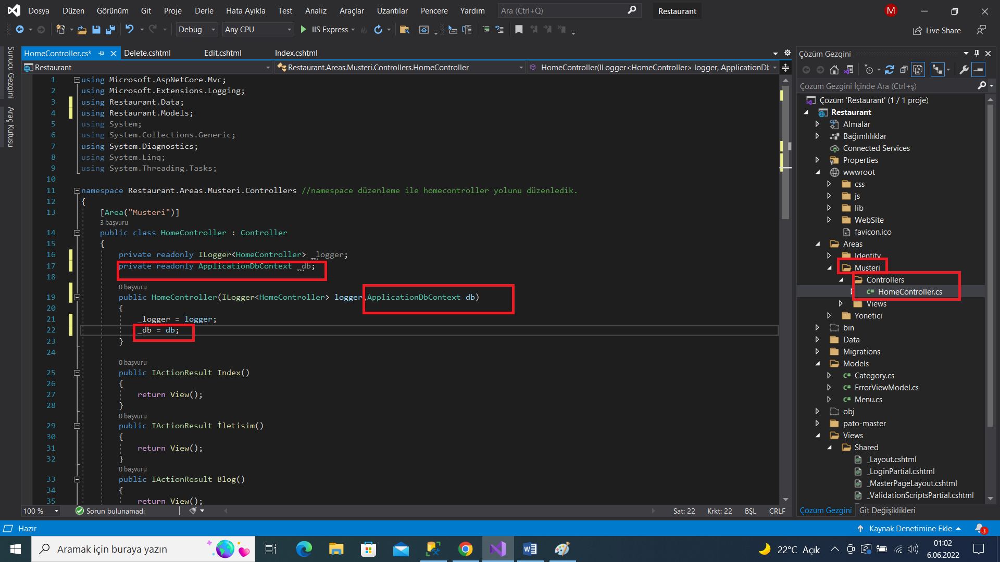 Dosya Düzen Görünüm Git Proje Derle Hata Ayıkla Test Analiz Araçlar Uzantılar Pencere Yardım Ara (Ctrl+Q) Restaurant M
Debug Any CPU IIS Express Live Share
Sunucu Gezgini
Araç Kutusu
HomeController.cs* Delete.cshtml Edit.cshtml Index.cshtml
Restaurant Restaurant.Areas.Musteri.Controllers.HomeController HomeController(ILogger<HomeController> logger, ApplicationDb
1 using Microsoft.AspNetCore.Mvc;
2 using Microsoft.Extensions.Logging;
3 using Restaurant.Data;
4 using Restaurant.Models;
5 using System;
6 using System.Collections.Generic;
7 using System.Diagnostics;
8 using System.Linq;
9 using System.Threading.Tasks;
10
11 namespace Restaurant.Areas.Musteri.Controllers //namespace düzenleme ile homecontroller yolunu düzenledik.
12 {
13 [Area("Musteri")]
3 başvuru
14 public class HomeController : Controller
15 {
16 private readonly ILogger<HomeController> _logger;
17 private readonly ApplicationDbContext _db;
18
0 başvuru
19 public HomeController(ILogger<HomeController> logger,ApplicationDbContext db)
20 {
21 _logger = logger;
22 _db = db;
23 }
24
0 başvuru
25 public IActionResult Index()
26 {
27 return View();
28 }
0 başvuru
29 public IActionResult İletisim()
30 {
31 return View();
32 }
0 başvuru
33 public IActionResult Blog()
34 {
35 return View();
100 % Sorun bulunamadı Sat: 22 Krkt: 22 BŞL CRLF
Çözüm Gezgini
Çözüm Gezgini İçinde Ara (Ctrl+ş)
Çözüm 'Restaurant' (1 / 1 proje)
Restaurant
Almalar
Bağımlılıklar
Connected Services
Properties
wwwroot
css
js
lib
WebSite
favicon.ico
Areas
Identity
Musteri
Controllers
C# HomeController.cs
Views
Yonetici
bin
Data
Migrations
Models
C# Category.cs
C# ErrorViewModel.cs
C# Menu.cs
obj
pato-master
Views
Shared
_Layout.cshtml
_LoginPartial.cshtml
_MasterPageLayout.cshtml
_ValidationScriptsPartial.cshtml
Çözüm Gezgini Git Değişiklikleri
Hazır Kaynak Denetimine Ekle 3
Aramak için buraya yazın 22°C Açık 01:02
6.06.2022